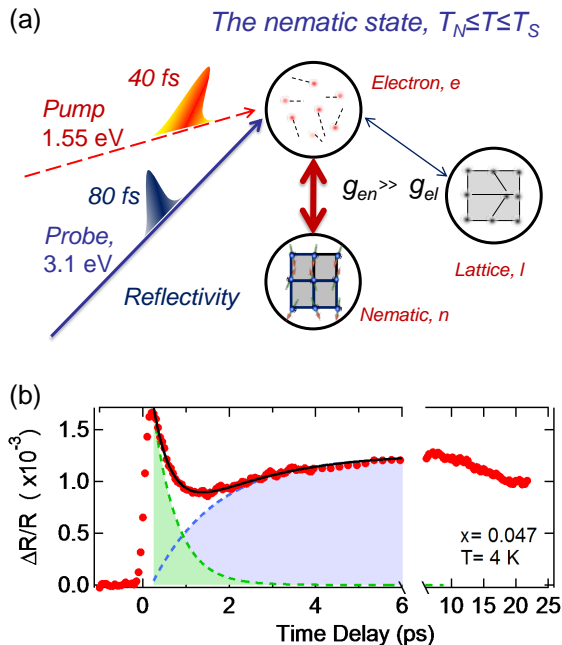 (a)
The nematic state, T_N≤T≤T_S
40 fs
Electron, e
Pump
1.55 eV
80 fs
g_en>> g_el
Probe,
3.1 eV
Lattice, l
Reflectivity
Nematic, n
(b)
ΔR/R ( x10⁻³)
1.5
1.0
0.5
0.0
x= 0.047
T= 4 K
0 2 4 6 10 15 20 25
Time Delay (ps)